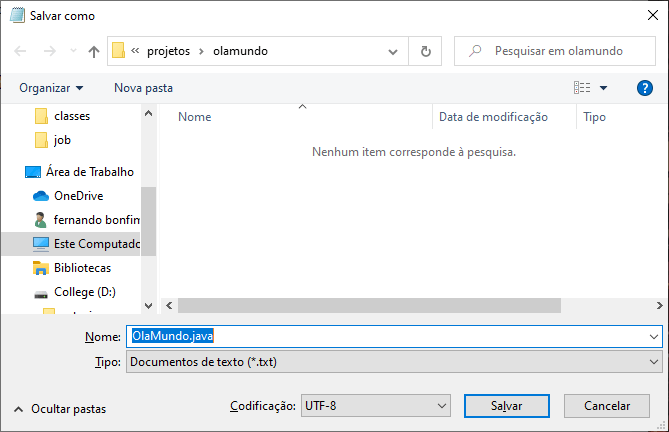 Salvar como
« projetos › olamundo
Pesquisar em olamundo
Organizar
Nova pasta
?
classes
job
Área de Trabalho
OneDrive
fernando bonfim
Este Computado
Bibliotecas
College (D:)
Nome
Data de modificação
Tipo
Nenhum item corresponde à pesquisa.
Nome: OlaMundo.java
Tipo: Documentos de texto (*.txt)
Ocultar pastas
Codificação: UTF-8
Salvar
Cancelar